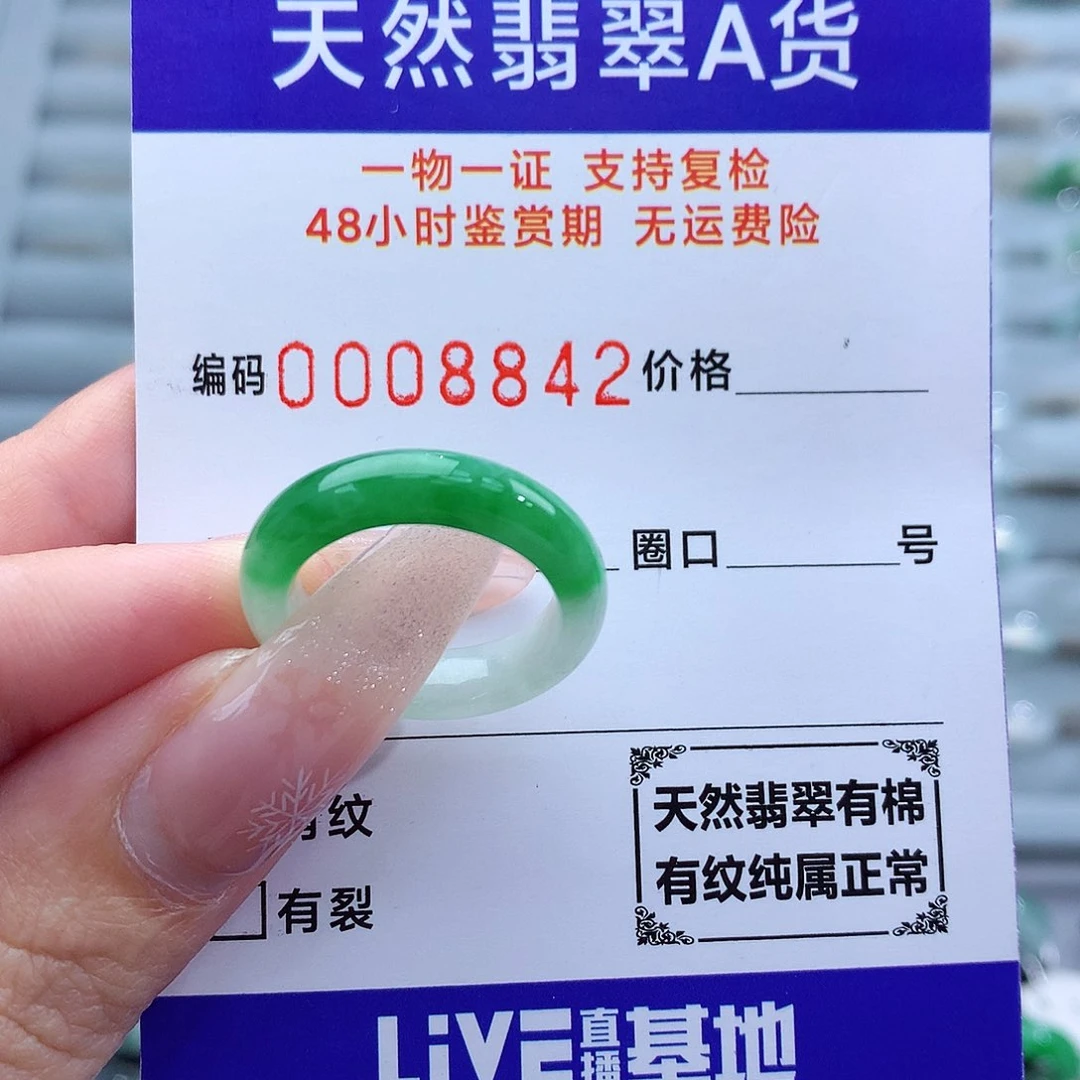 天然翡翠A货
一物一证 支持复检
48小时鉴赏期 无运费险
编码0008842价格
圈口 号
有纹
有裂
天然翡翠有棉
有纹纯属正常
LiVE直播基地